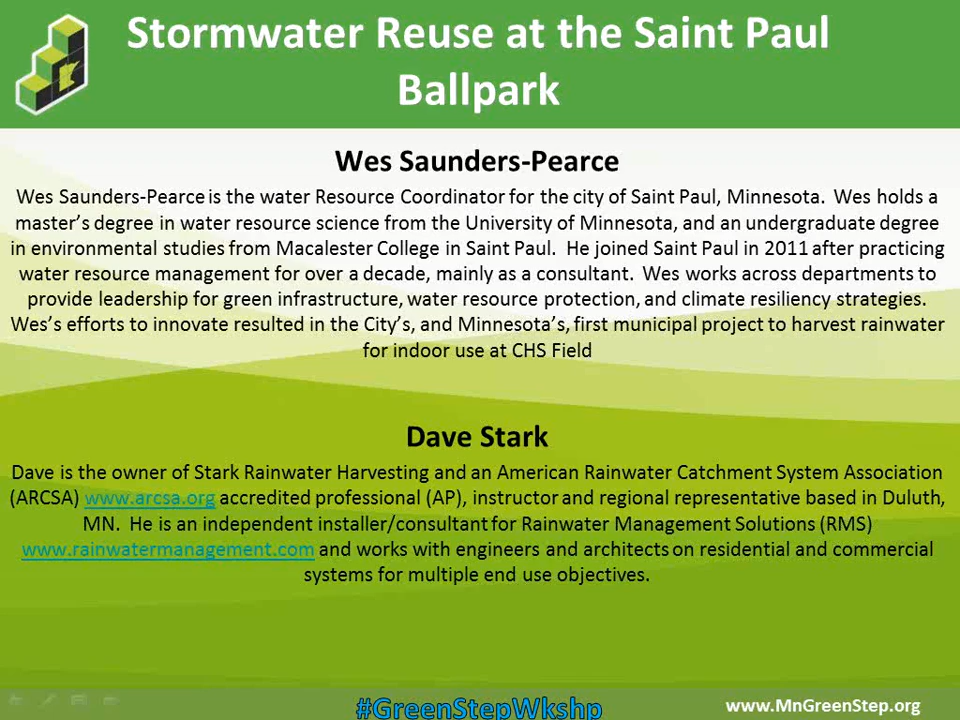 Stormwater Reuse at the Saint Paul
Ballpark
Wes Saunders-Pearce
Wes Saunders-Pearce is the water Resource Coordinator for the city of Saint Paul, Minnesota. Wes holds a
master's degree in water resource science from the University of Minnesota, and an undergraduate degree
in environmental studies from Macalester College in Saint Paul. He joined Saint Paul in 2011 after practicing
water resource management for over a decade, mainly as a consultant. Wes works across departments to
provide leadership for green infrastructure, water resource protection, and climate resiliency strategies.
Wes's efforts to innovate resulted in the City's, and Minnesota's, first municipal project to harvest rainwater
for indoor use at CHS Field
Dave Stark
Dave is the owner of Stark Rainwater Harvesting and an American Rainwater Catchment System Association
(ARCSA) www.arcsa.org accredited professional (AP), instructor and regional representative based in Duluth,
MN. He is an independent installer/consultant for Rainwater Management Solutions (RMS)
www.rainwatermanagement.com and works with engineers and architects on residential and commercial
systems for multiple end use objectives.
#GreenStepWkshp
www.MnGreenStep.org